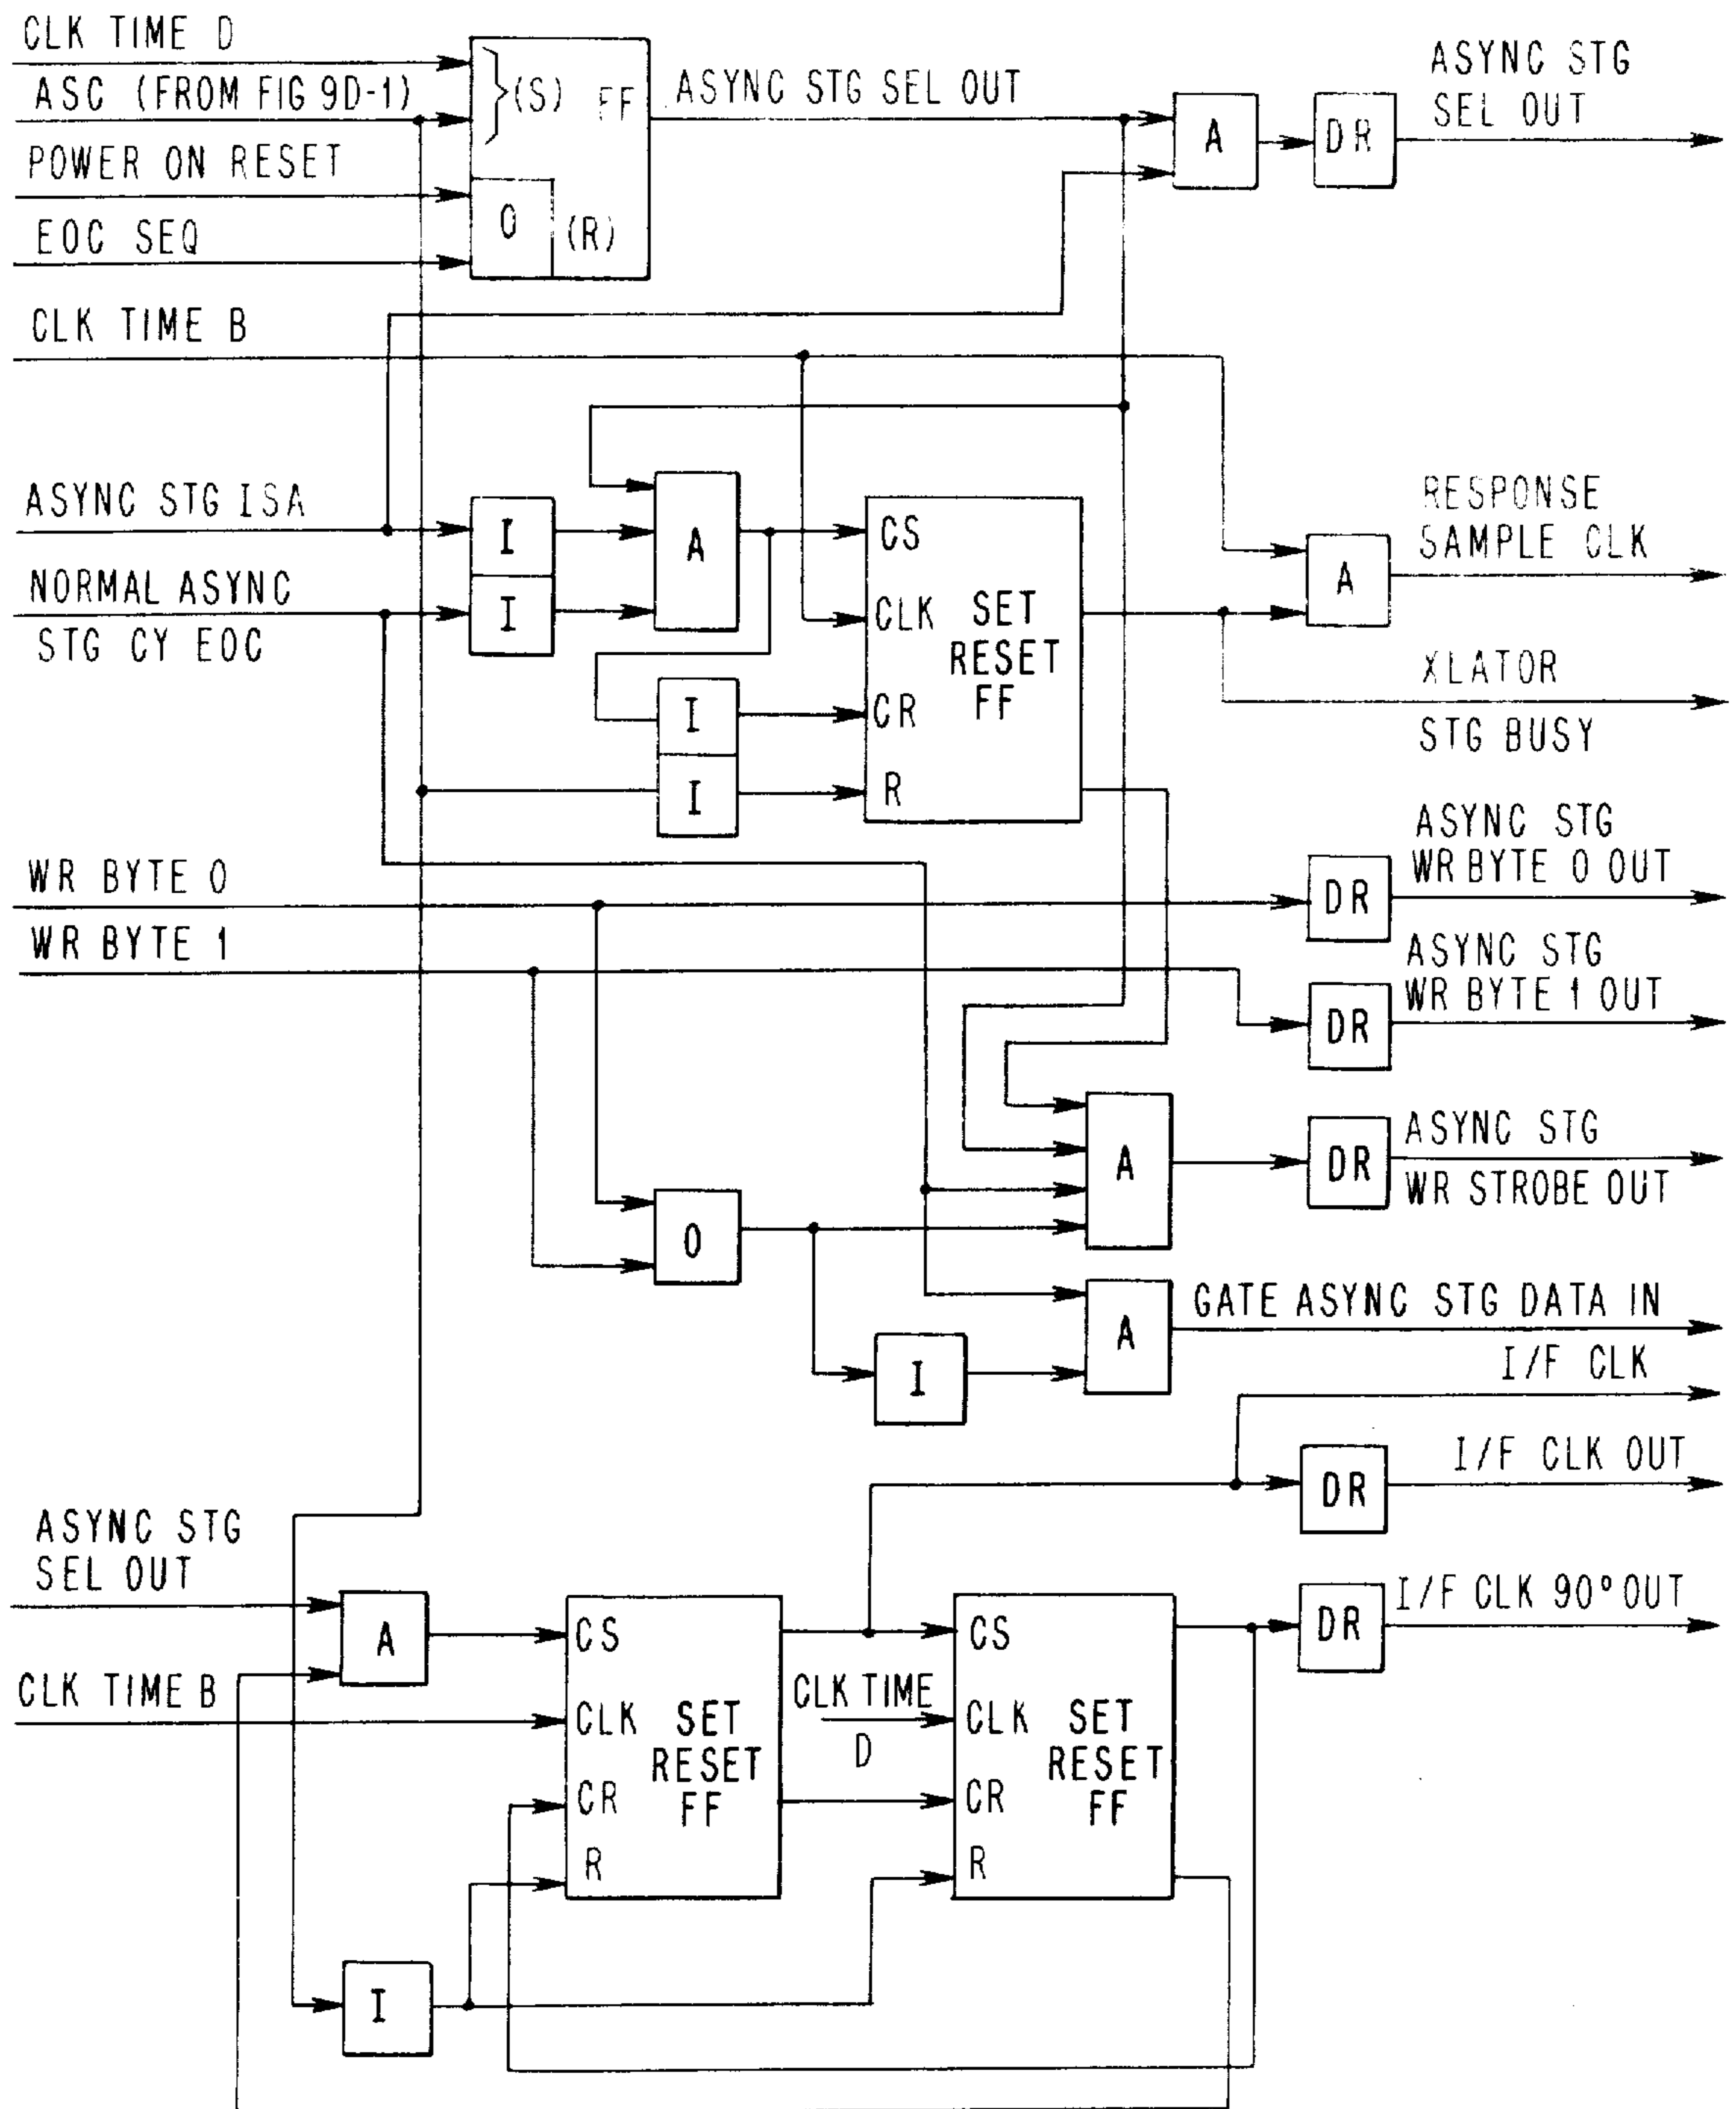 CLK TIME D
ASC (FROM FIG 9D-1)
POWER ON RESET
EOC SEQ
(S) FF
O (R)
ASYNC STG SEL OUT
A
DR
ASYNC STG
SEL OUT
CLK TIME B
ASYNC STG ISA
NORMAL ASYNC
STG CY EOC
I
I
A
I
I
CS
CLK
CR
R
SET
RESET
FF
A
RESPONSE
SAMPLE CLK
XLATOR
STG BUSY
WR BYTE 0
WR BYTE 1
DR
ASYNC STG
WR BYTE 0 OUT
DR
ASYNC STG
WR BYTE 1 OUT
O
A
DR
ASYNC STG
WR STROBE OUT
I
A
GATE ASYNC STG DATA IN
I/F CLK
DR
I/F CLK OUT
ASYNC STG
SEL OUT
A
CLK TIME B
CS
CLK
CR
R
SET
RESET
FF
CLK TIME
D
CS
CLK
CR
R
SET
RESET
FF
DR
I/F CLK 90° OUT
I